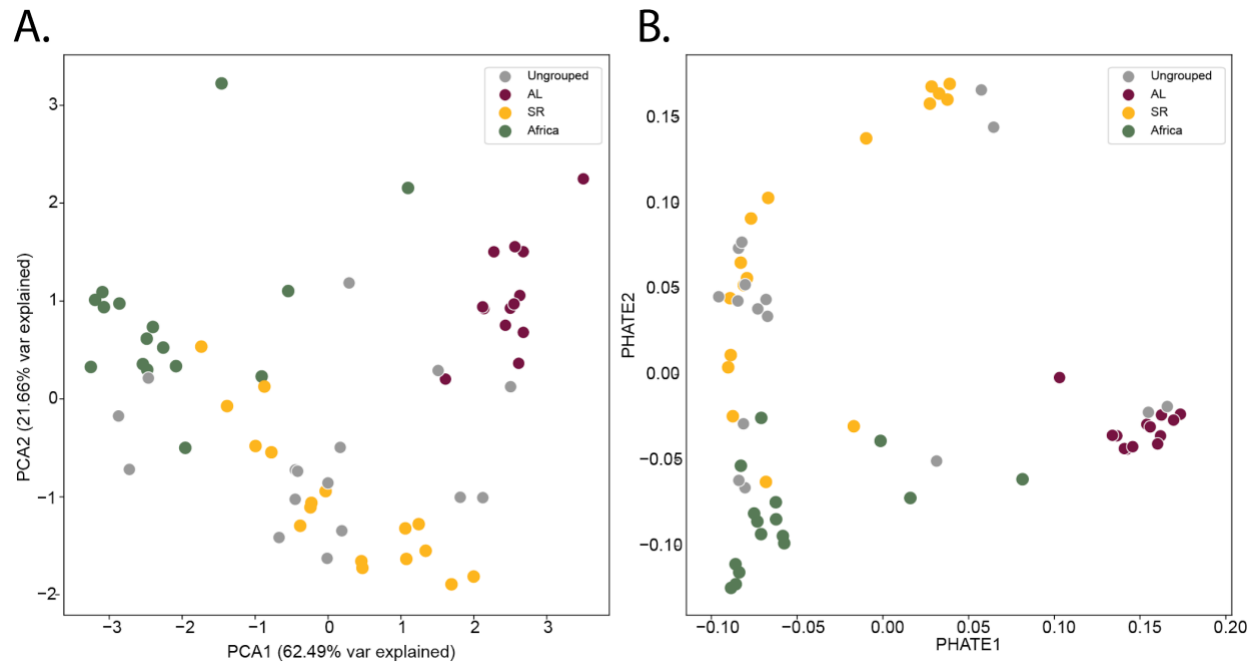 A.
B.
Ungrouped
AL
SR
Africa
3
2
1
0
−1
−2
PCA2 (21.66% var explained)
−3
−2
−1
0
1
2
3
PCA1 (62.49% var explained)
Ungrouped
AL
SR
Africa
0.15
0.10
0.05
0.00
−0.05
−0.10
PHATE2
−0.10
−0.05
0.00
0.05
0.10
0.15
0.20
PHATE1